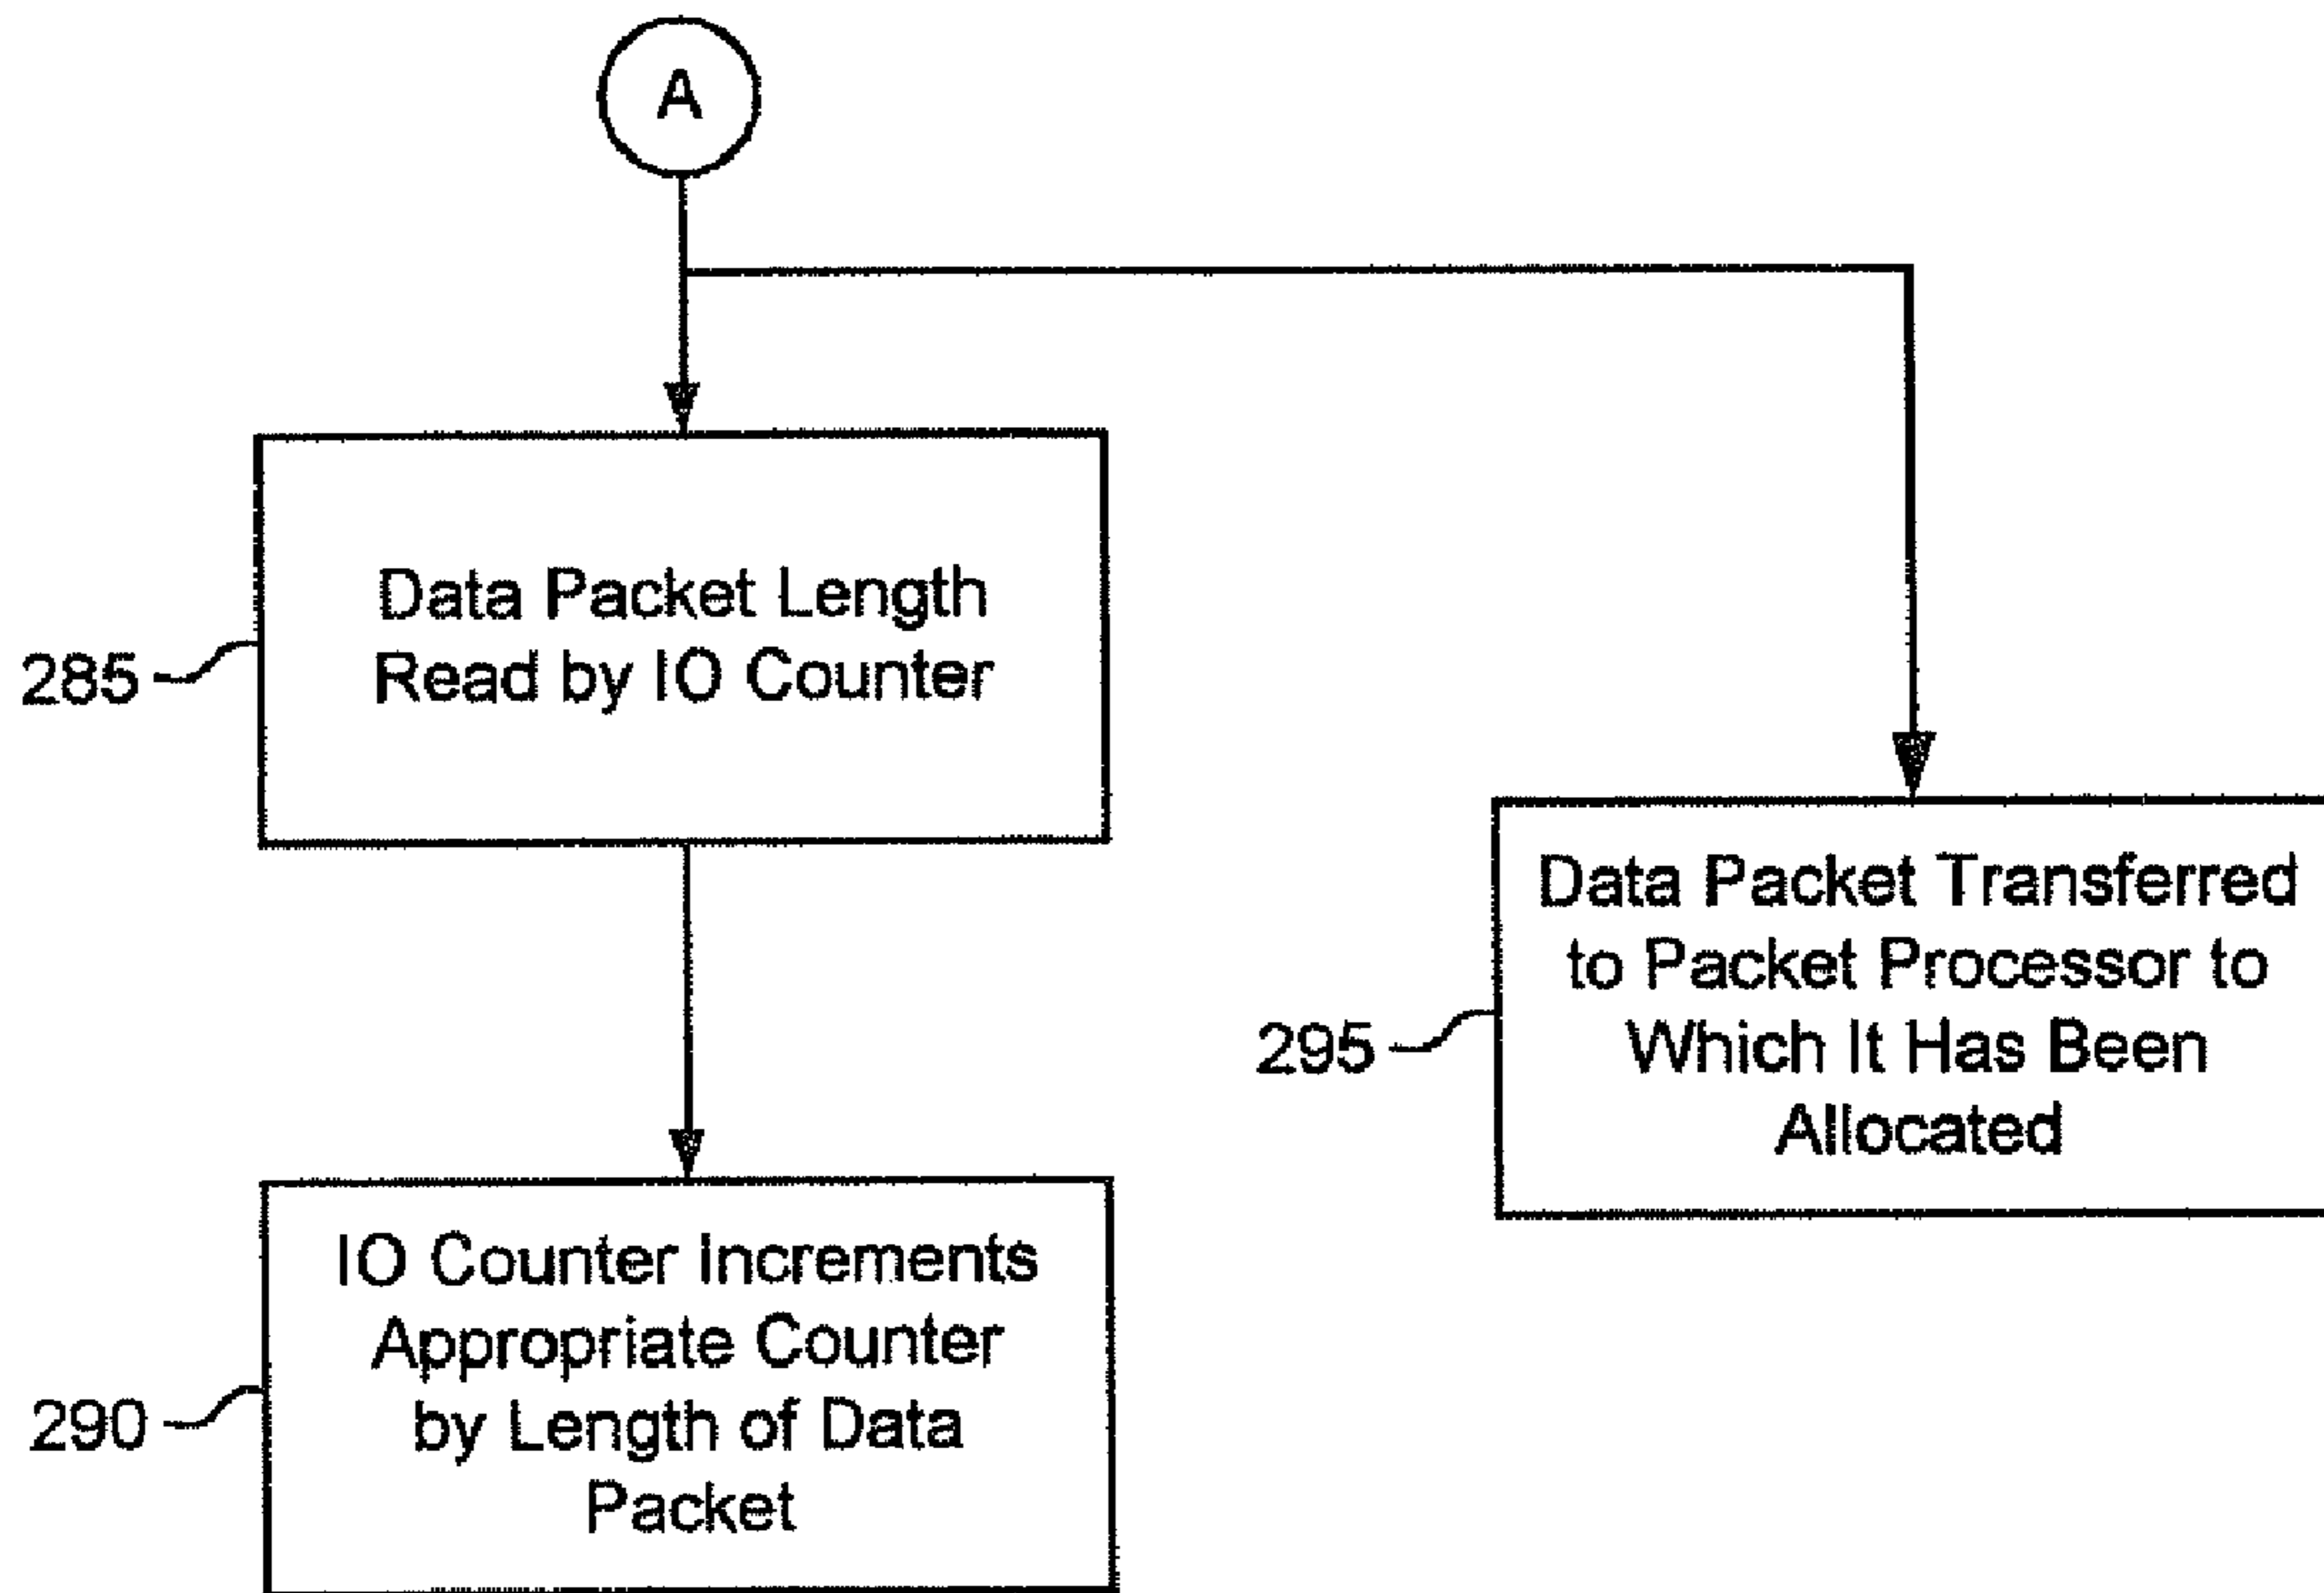 A
Data Packet Length
Read by IO Counter
285
Data Packet Transferred
to Packet Processor to
Which It Has Been
Allocated
295
IO Counter Increments
Appropriate Counter
by Length of Data
Packet
290